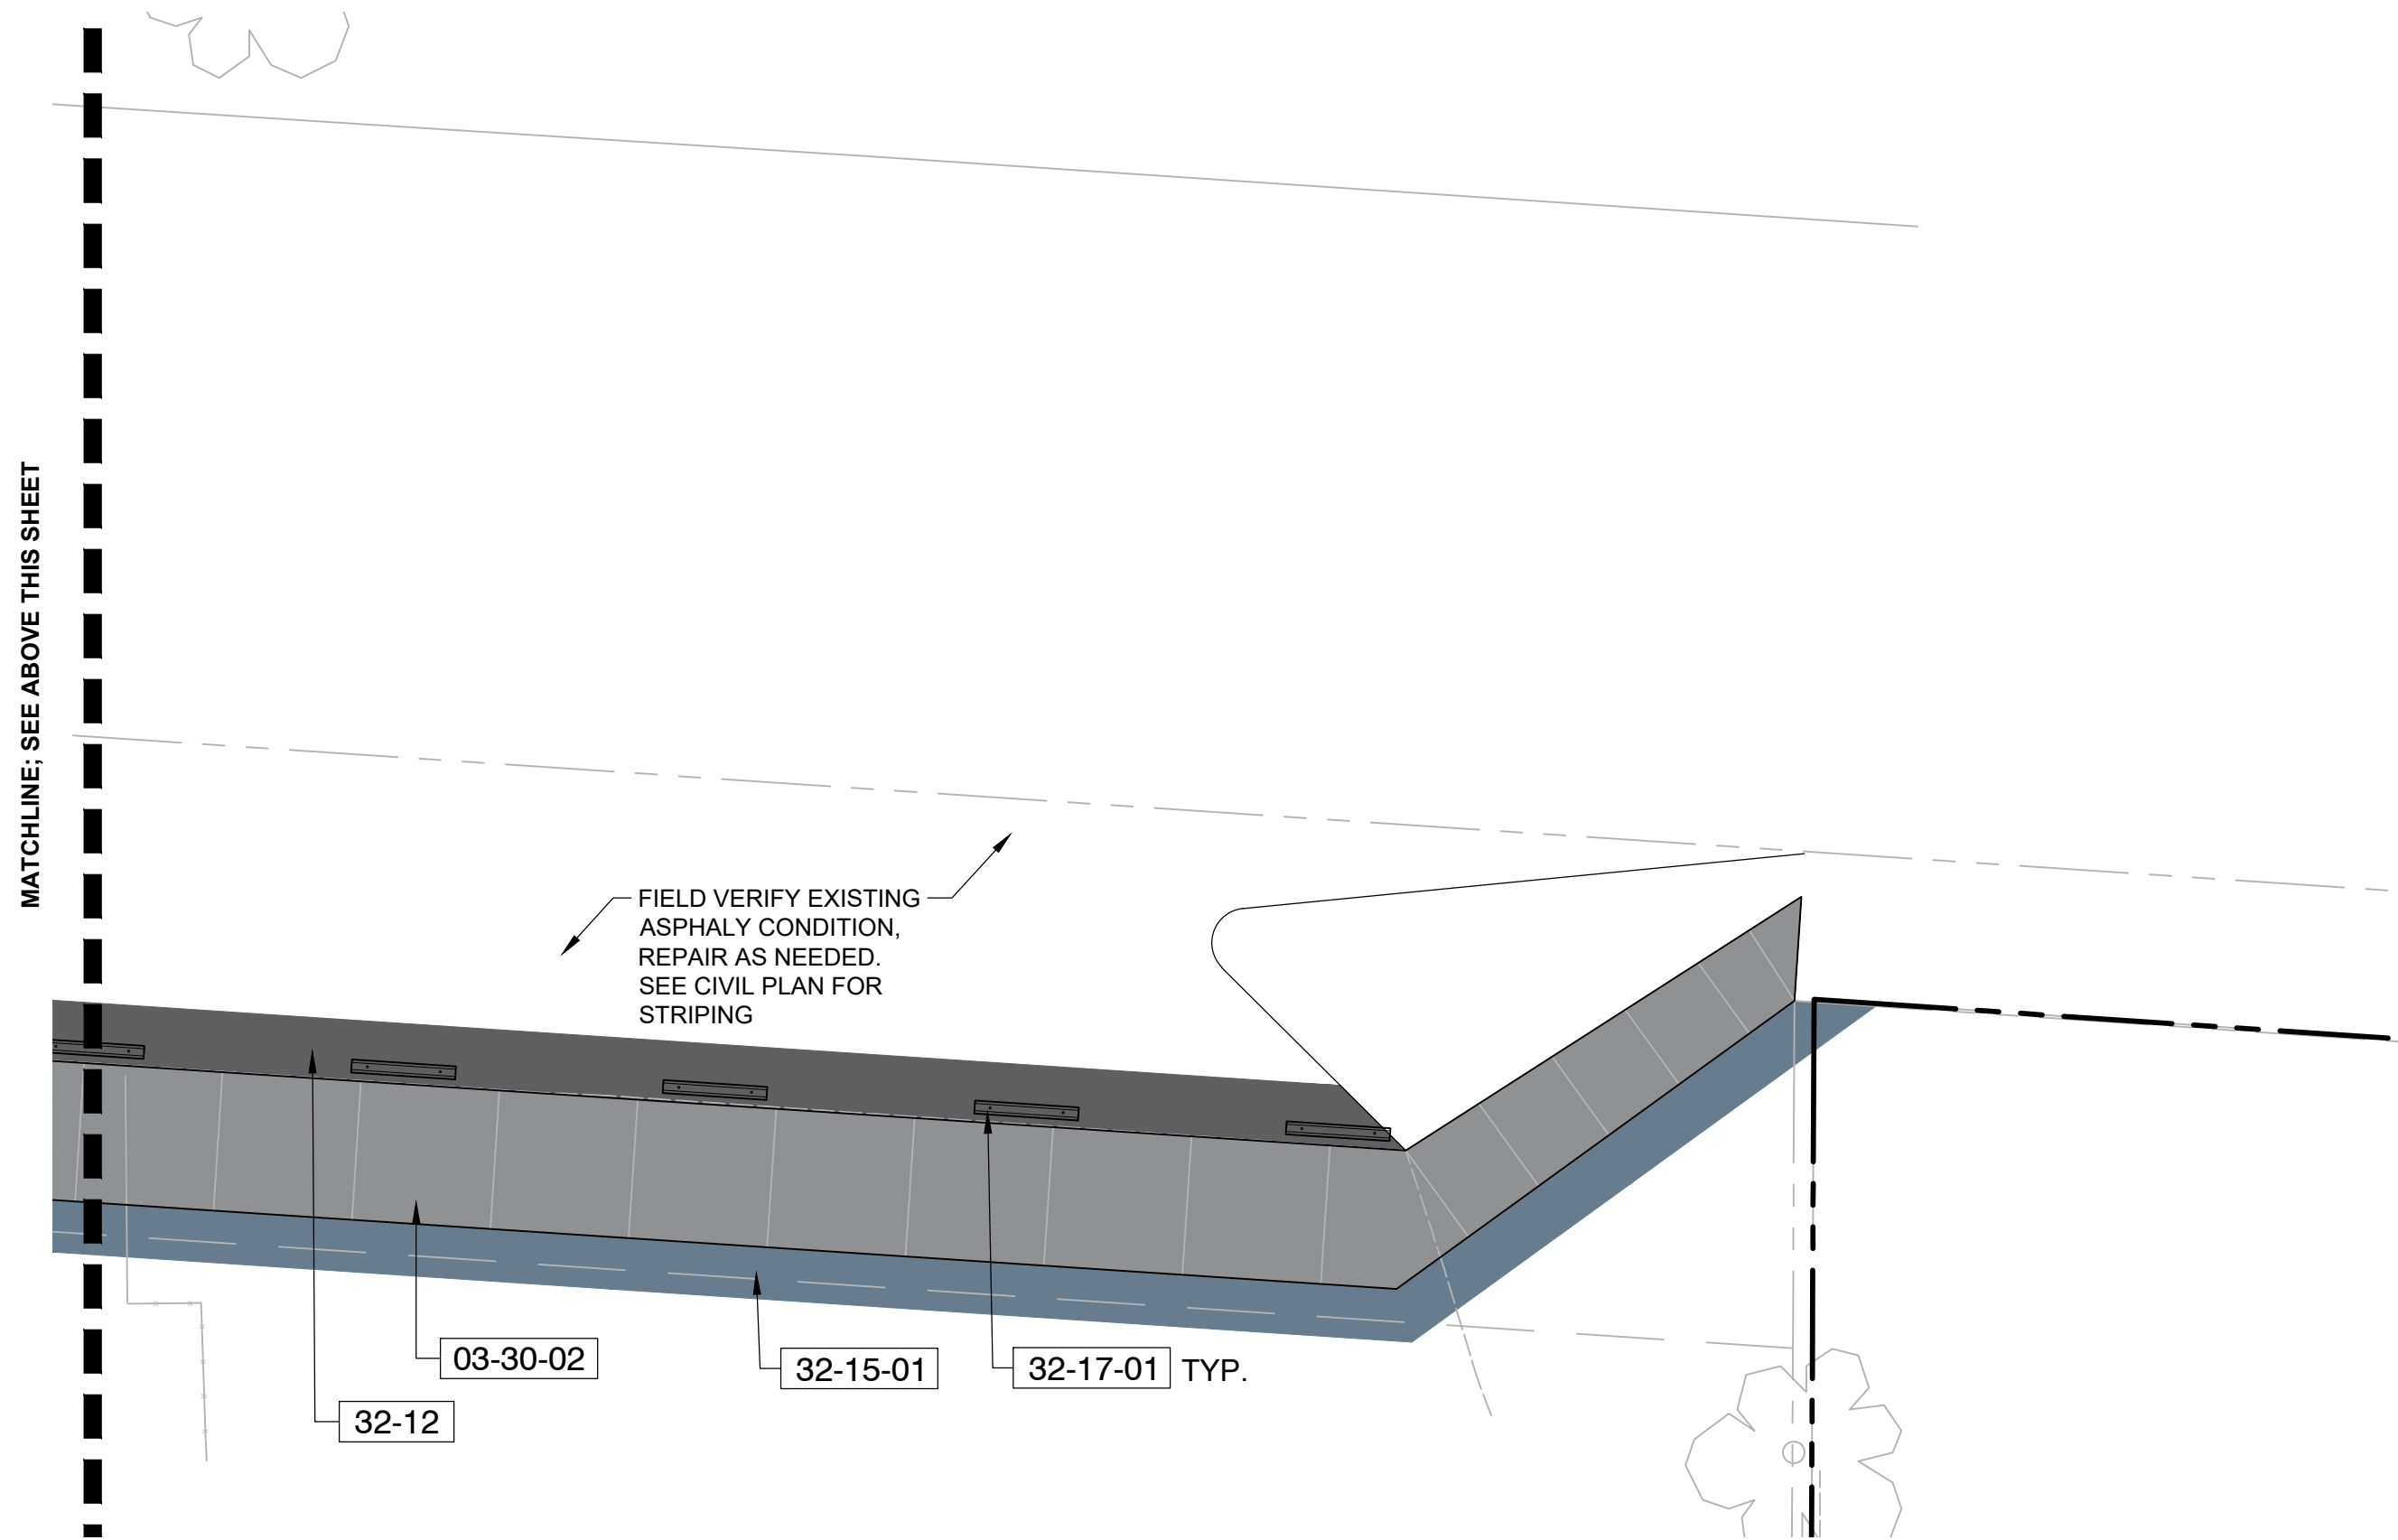 MATCHLINE; SEE ABOVE THIS SHEET
FIELD VERIFY EXISTING
ASPHALY CONDITION,
REPAIR AS NEEDED.
SEE CIVIL PLAN FOR
STRIPING
03-30-02
32-15-01
32-17-01 TYP.
32-12